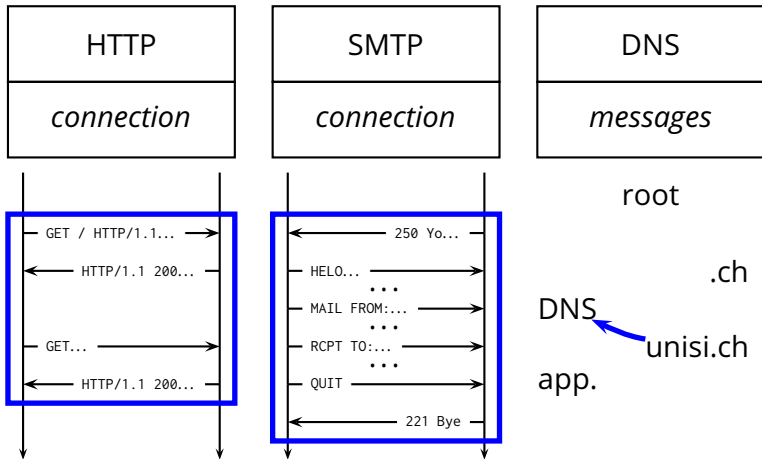 HTTP
connection
GET / HTTP/1.1...
HTTP/1.1 200...
GET...
HTTP/1.1 200...
SMTP
connection
250 Yo...
HELO...
...
MAIL FROM:...
...
RCPT TO:...
...
QUIT
221 Bye
DNS
messages
root
.ch
DNS
unisi.ch
app.